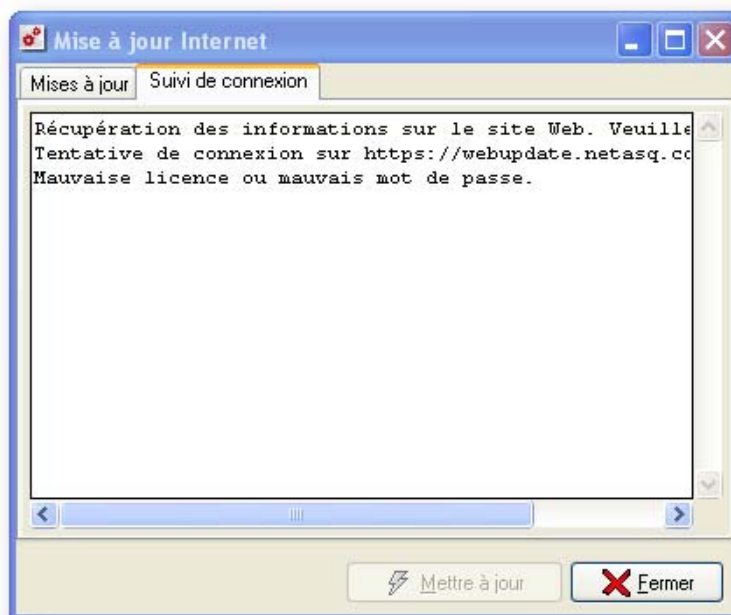 Mise à jour Internet
Mises à jour Suivi de connexion
Récupération des informations sur le site Web. Veuille
Tentative de connexion sur https://webupdate.netasq.co
Mauvaise licence ou mauvais mot de passe.
Mettre à jour Fermer